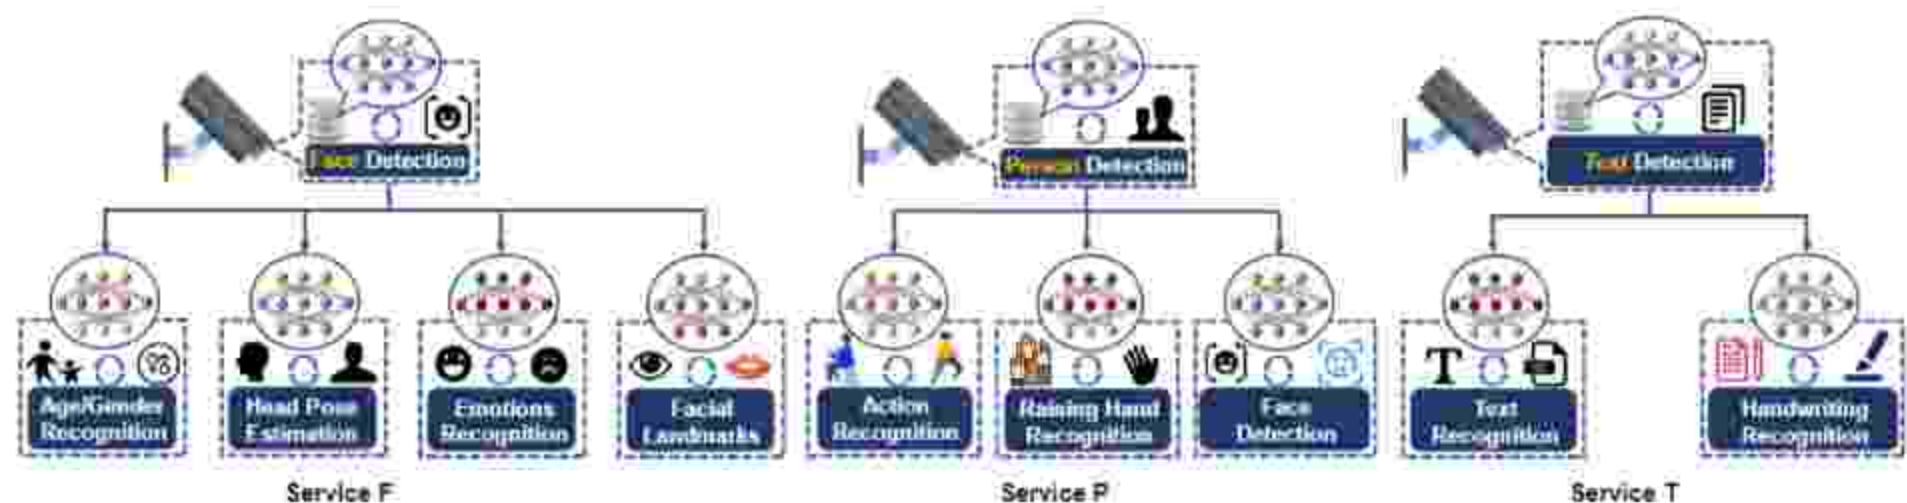 Face Detection
Person Detection
Text Detection
Age/Gender
Recognition
Head Pose
Estimation
Emotions
Recognition
Facial
Landmarks
Action
Recognition
Raising Hand
Recognition
Face
Detection
Text
Recognition
Handwriting
Recognition
Service F
Service P
Service T